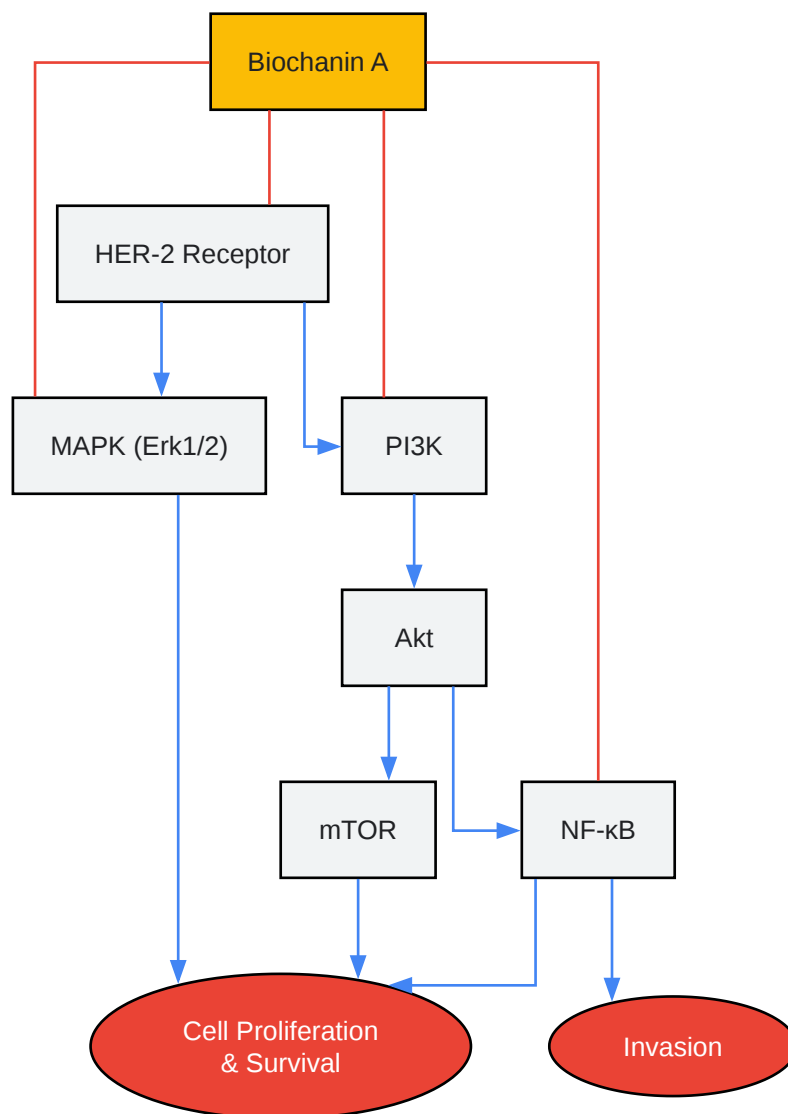 Biochanin A
HER-2 Receptor
MAPK (Erk1/2)
PI3K
Akt
mTOR
NF-κB
Cell Proliferation
& Survival
Invasion